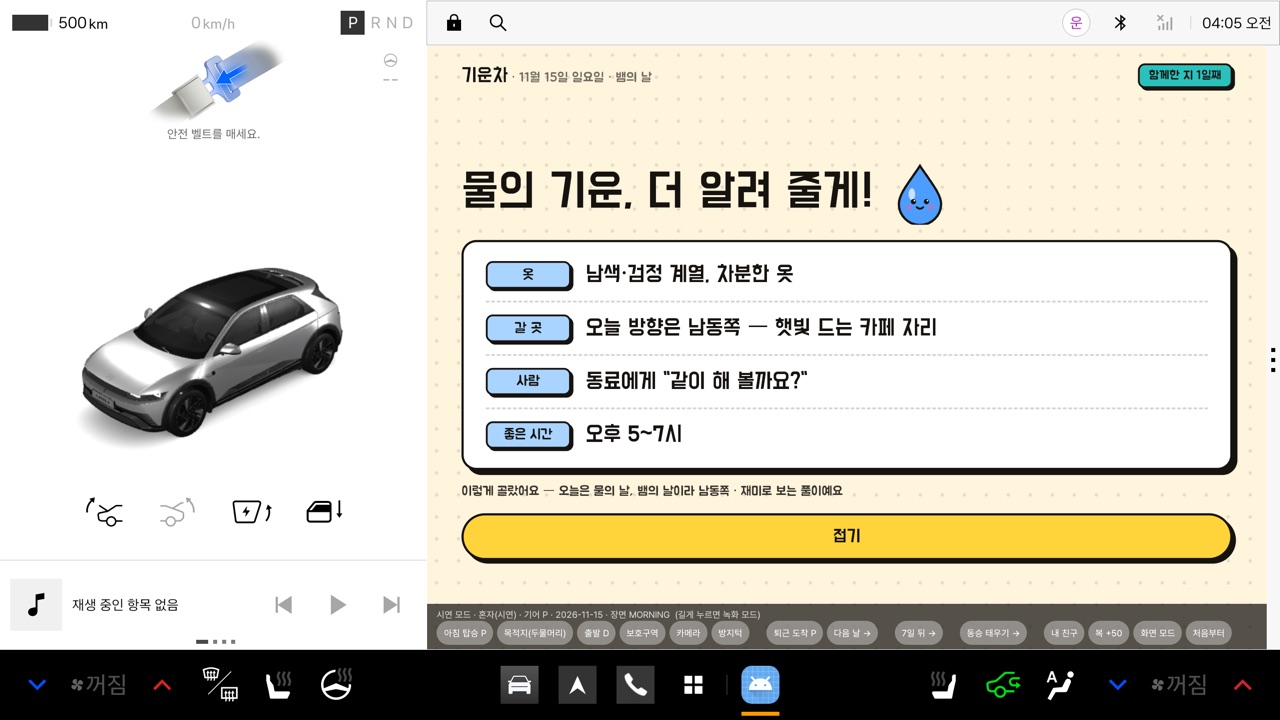 500 km
0 km/h
P R N D
운
04:05 오전
안전 벨트를 매세요.
기운차 · 11월 15일 일요일 · 뱀의 날
함께한 지 1일째
물의 기운, 더 알려 줄게!
옷
남색·검정 계열, 차분한 옷
갈 곳
오늘 방향은 남동쪽 — 햇빛 드는 카페 자리
사람
동료에게 "같이 해 볼까요?"
좋은 시간
오후 5~7시
이렇게 골랐어요 — 오늘은 물의 날, 뱀의 날이라 남동쪽 · 재미로 보는 풀이예요
접기
재생 중인 항목 없음
시연 모드 · 혼자(시연) · 기어 P · 2026-11-15 · 장면 MORNING (길게 누르면 녹화 모드)
아침 탑승 P
목적지(두물머리)
출발 D
보호구역
카메라
방지턱
퇴근 도착 P
다음 날 →
7일 뒤 →
동승 태우기 →
내 친구
복 +50
화면 모드
처음부터
꺼짐
A
꺼짐